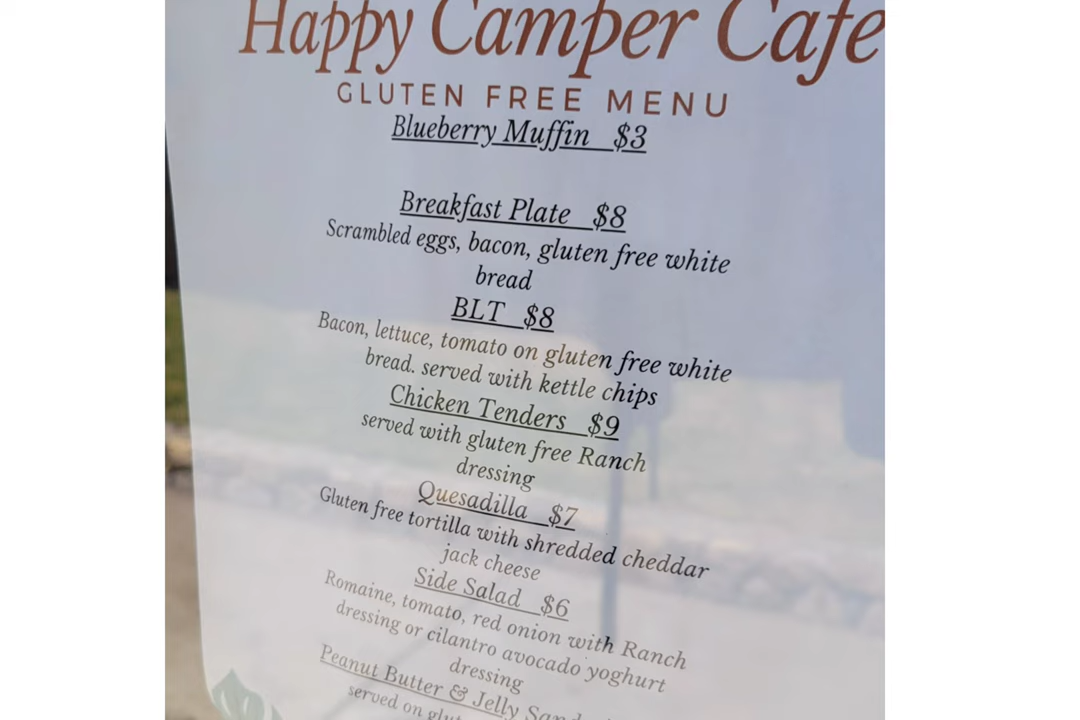 Happy Camper Cafe
GLUTEN FREE MENU
Blueberry Muffin $3
Breakfast Plate $8
Scrambled eggs, bacon, gluten free white
bread
BLT $8
Bacon, lettuce, tomato on gluten free white
bread. served with kettle chips
Chicken Tenders $9
served with gluten free Ranch
dressing
Quesadilla $7
Gluten free tortilla with shredded cheddar
jack cheese
Side Salad $6
Romaine, tomato, red onion with Ranch
dressing or cilantro avocado yoghurt
dressing
Peanut Butter & Jelly
served on